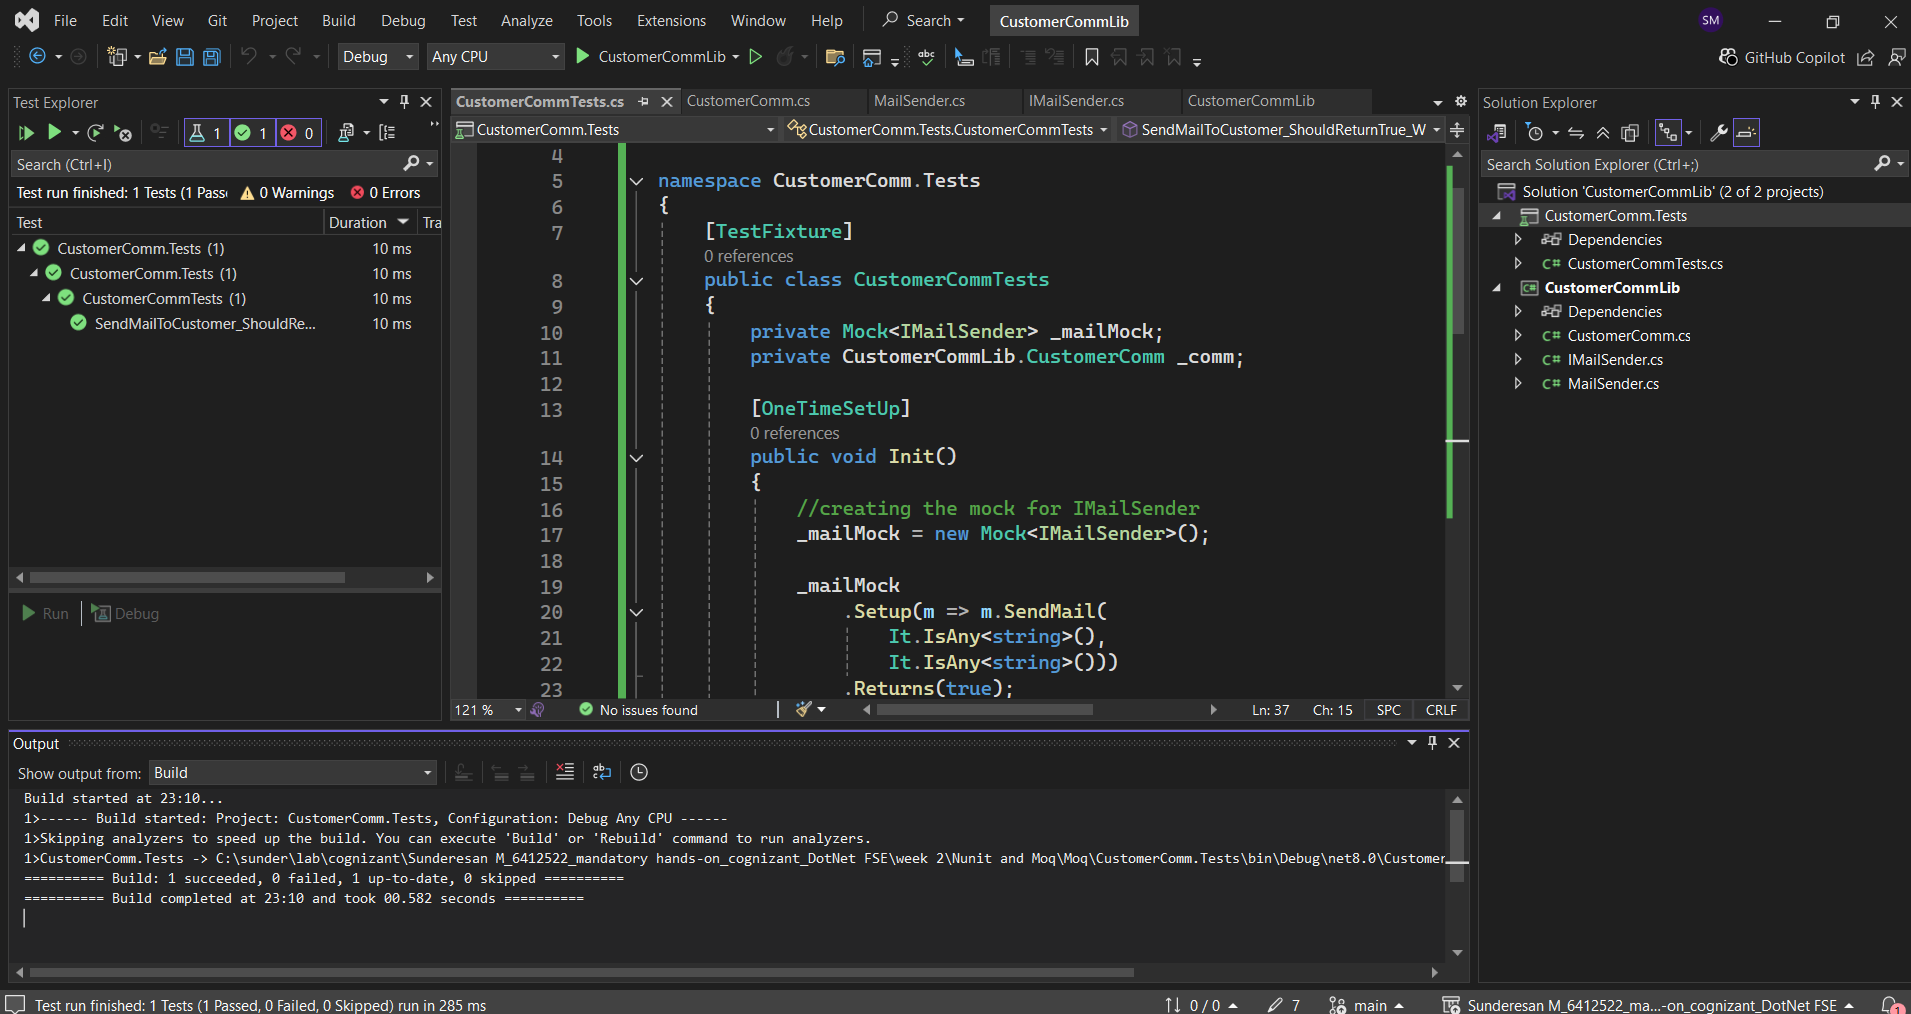 File Edit View Git Project Build Debug Test Analyze Tools Extensions Window Help Search CustomerCommLib SM
Debug Any CPU CustomerCommLib GitHub Copilot
Test Explorer
1 1 0
Search (Ctrl+I)
Test run finished: 1 Tests (1 Passe 0 Warnings 0 Errors
Test Duration Tra
CustomerComm.Tests (1) 10 ms
CustomerComm.Tests (1) 10 ms
CustomerCommTests (1) 10 ms
SendMailToCustomer_ShouldRe... 10 ms
Run Debug
CustomerCommTests.cs CustomerComm.cs MailSender.cs IMailSender.cs CustomerCommLib
CustomerComm.Tests CustomerComm.Tests.CustomerCommTests SendMailToCustomer_ShouldReturnTrue_W
4
5 namespace CustomerComm.Tests
6 {
7 [TestFixture]
0 references
8 public class CustomerCommTests
9 {
10 private Mock<IMailSender> _mailMock;
11 private CustomerCommLib.CustomerComm _comm;
12
13 [OneTimeSetUp]
0 references
14 public void Init()
15 {
16 //creating the mock for IMailSender
17 _mailMock = new Mock<IMailSender>();
18
19 _mailMock
20 .Setup(m => m.SendMail(
21 It.IsAny<string>(),
22 It.IsAny<string>()))
23 .Returns(true);
121 % No issues found Ln: 37 Ch: 15 SPC CRLF
Solution Explorer
Search Solution Explorer (Ctrl+;)
Solution 'CustomerCommLib' (2 of 2 projects)
CustomerComm.Tests
Dependencies
C# CustomerCommTests.cs
C# CustomerCommLib
Dependencies
C# CustomerComm.cs
C# IMailSender.cs
C# MailSender.cs
Output
Show output from: Build
Build started at 23:10...
1>------ Build started: Project: CustomerComm.Tests, Configuration: Debug Any CPU ------
1>Skipping analyzers to speed up the build. You can execute 'Build' or 'Rebuild' command to run analyzers.
1>CustomerComm.Tests -> C:\sunder\lab\cognizant\Sunderesan M_6412522_mandatory hands-on_cognizant_DotNet FSE\week 2\Nunit and Moq\Moq\CustomerComm.Tests\bin\Debug\net8.0\Customer
========== Build: 1 succeeded, 0 failed, 1 up-to-date, 0 skipped ==========
========== Build completed at 23:10 and took 00.582 seconds ==========
Test run finished: 1 Tests (1 Passed, 0 Failed, 0 Skipped) run in 285 ms 0 / 0 7 main Sunderesan M_6412522_ma...-on_cognizant_DotNet FSE 1